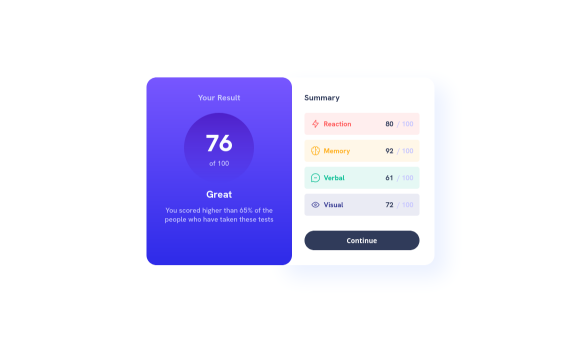 Your Result
76
of 100
Great
You scored higher than 65% of the
people who have taken these tests
Summary
Reaction 80 / 100
Memory 92 / 100
Verbal 61 / 100
Visual 72 / 100
Continue